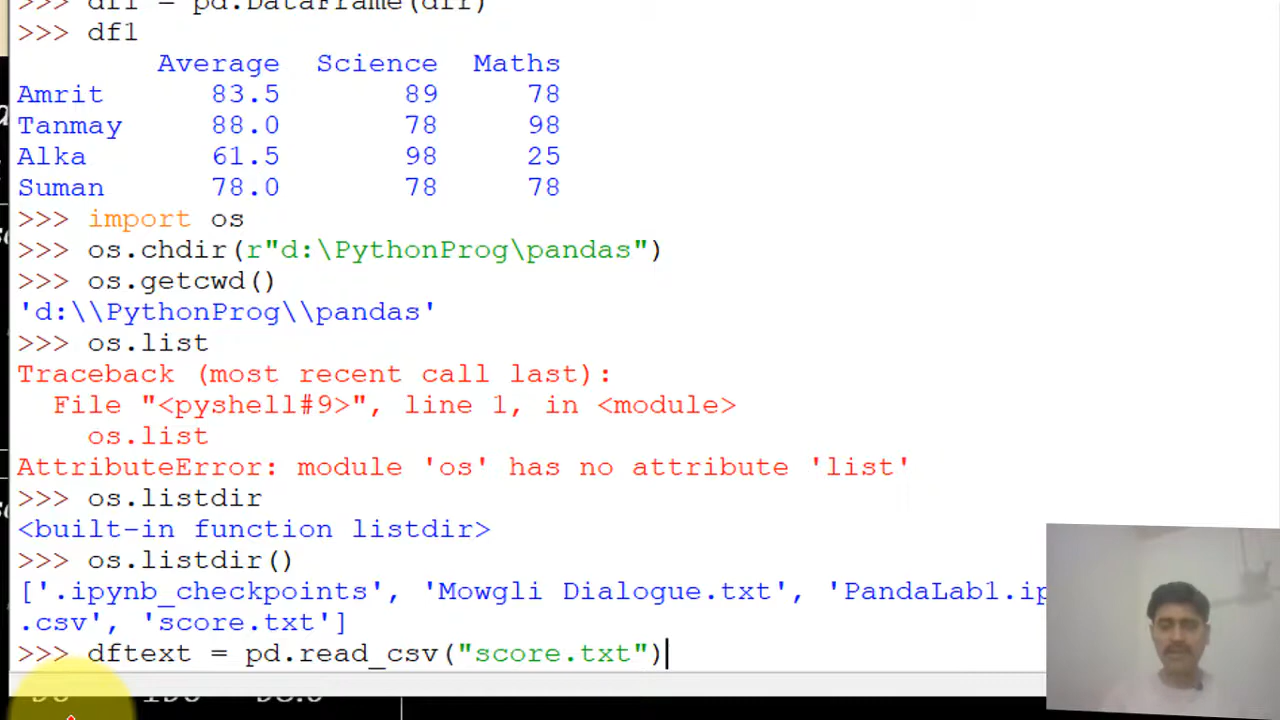 >>> df1 = pd.DataFrame(dff)
>>> df1
Average Science Maths
Amrit 83.5 89 78
Tanmay 88.0 78 98
Alka 61.5 98 25
Suman 78.0 78 78
>>> import os
>>> os.chdir(r"d:\PythonProg\pandas")
>>> os.getcwd()
'd:\\PythonProg\\pandas'
>>> os.list
Traceback (most recent call last):
File "<pyshell#9>", line 1, in <module>
os.list
AttributeError: module 'os' has no attribute 'list'
>>> os.listdir
<built-in function listdir>
>>> os.listdir()
['.ipynb_checkpoints', 'Mowgli Dialogue.txt', 'PandaLab1.ip
.csv', 'score.txt']
>>> dftext = pd.read_csv("score.txt")